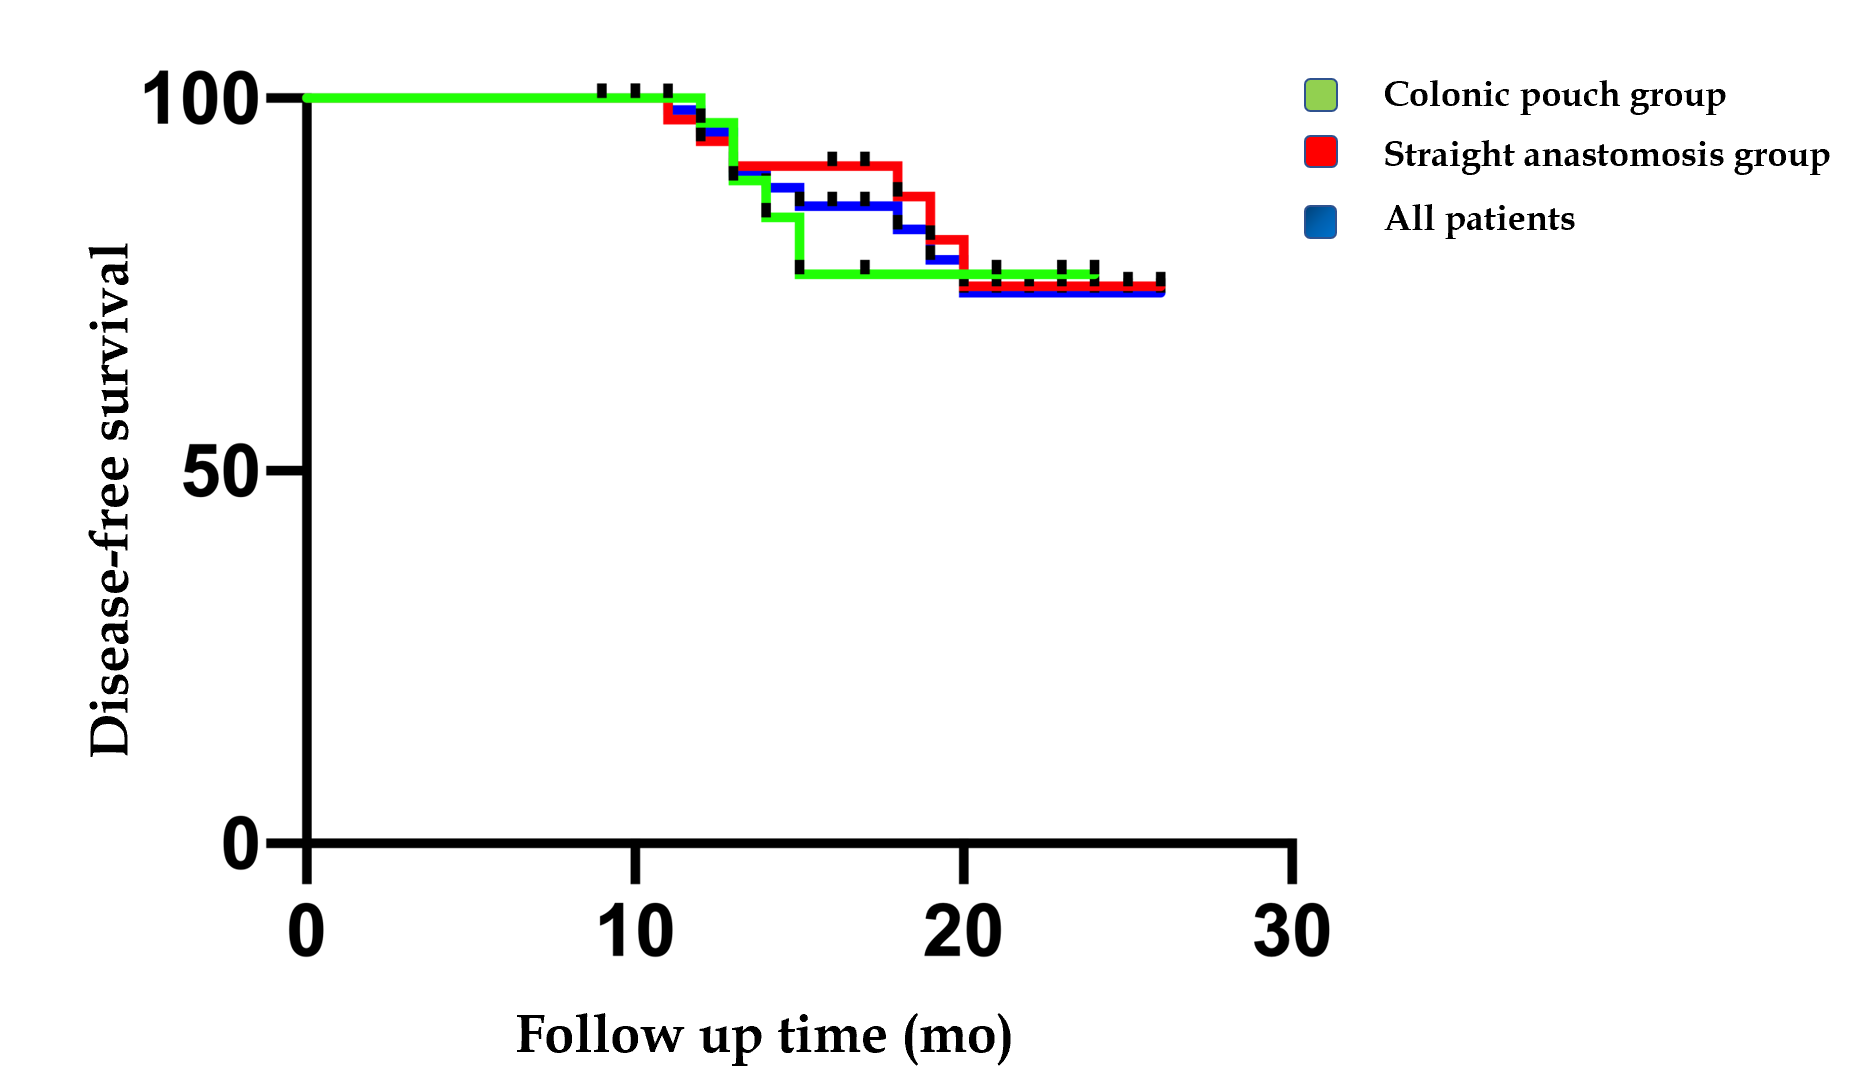 100
50
0
0
10
20
30
Disease-free survival
Follow up time (mo)
Colonic pouch group
Straight anastomosis group
All patients